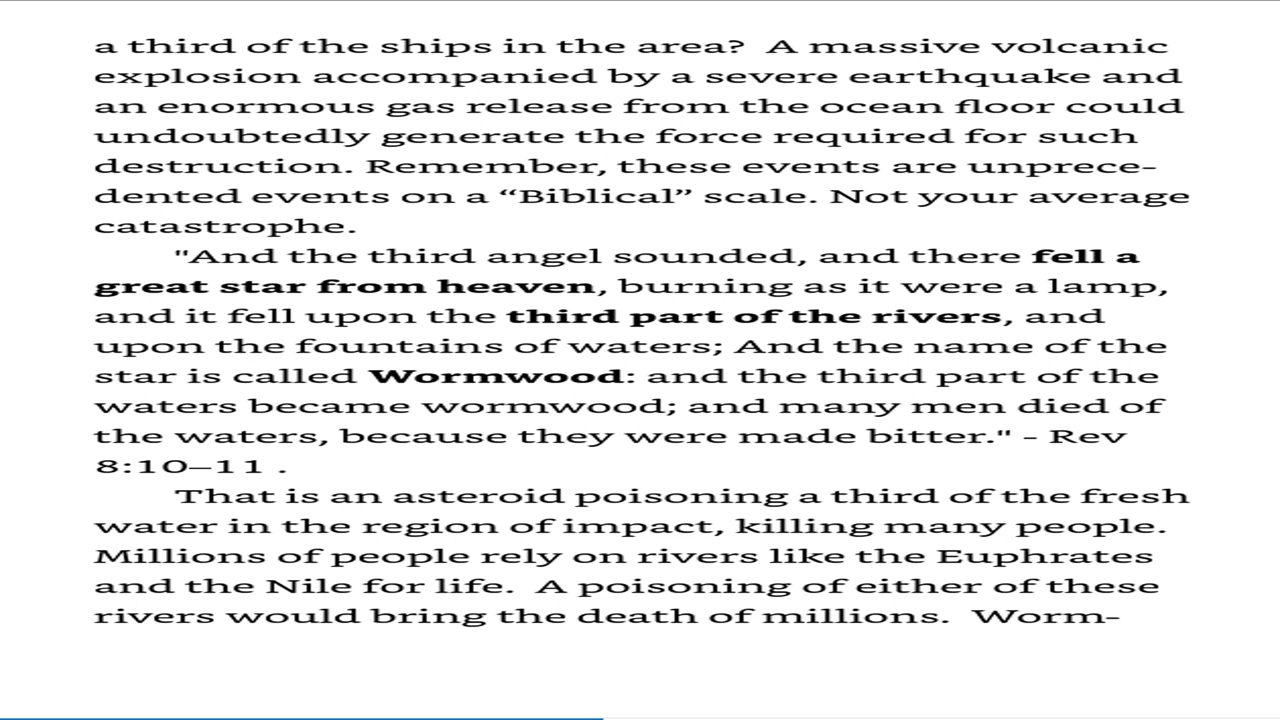 a third of the ships in the area?  A massive volcanic
explosion accompanied by a severe earthquake and
an enormous gas release from the ocean floor could
undoubtedly generate the force required for such
destruction. Remember, these events are unprece-
dented events on a “Biblical” scale. Not your average
catastrophe.
"And the third angel sounded, and there fell a
great star from heaven, burning as it were a lamp,
and it fell upon the third part of the rivers, and
upon the fountains of waters; And the name of the
star is called Wormwood: and the third part of the
waters became wormwood; and many men died of
the waters, because they were made bitter." - Rev
8:10–11 .
That is an asteroid poisoning a third of the fresh
water in the region of impact, killing many people.
Millions of people rely on rivers like the Euphrates
and the Nile for life.  A poisoning of either of these
rivers would bring the death of millions.  Worm-